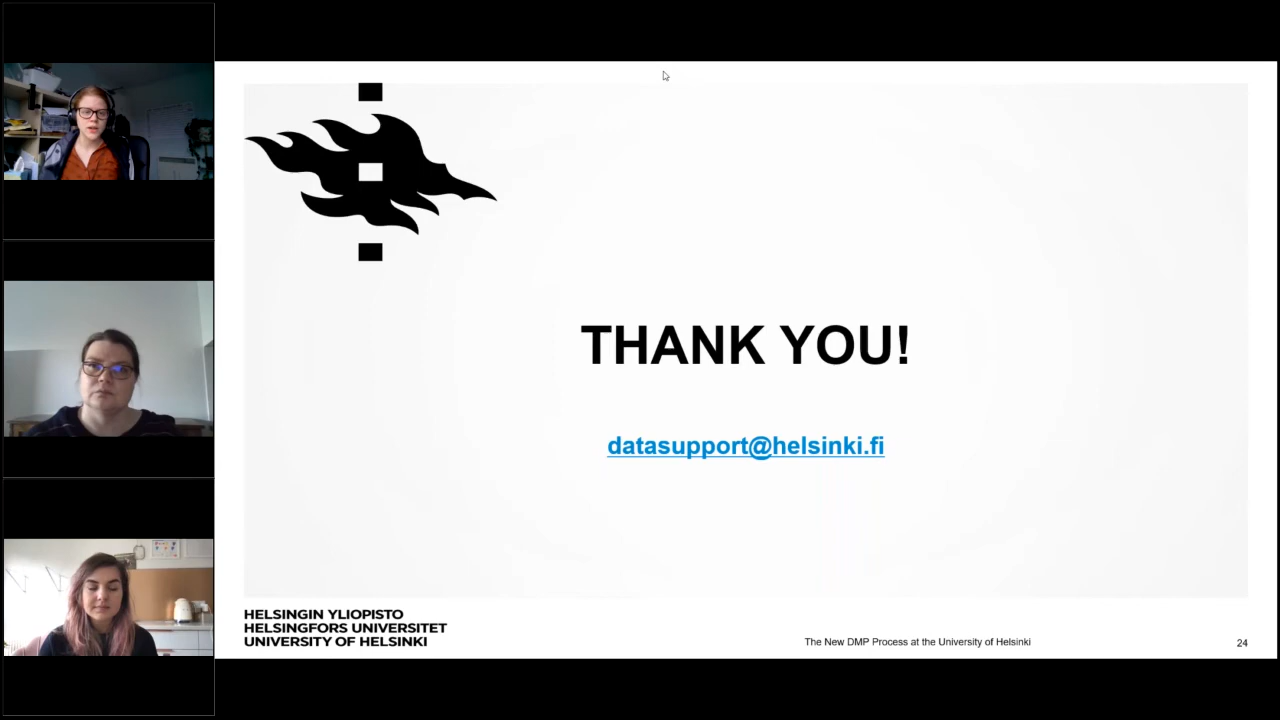 THANK YOU!
datasupport@helsinki.fi
HELSINGIN YLIOPISTO
HELSINGFORS UNIVERSITET
UNIVERSITY OF HELSINKI
The New DMP Process at the University of Helsinki
24